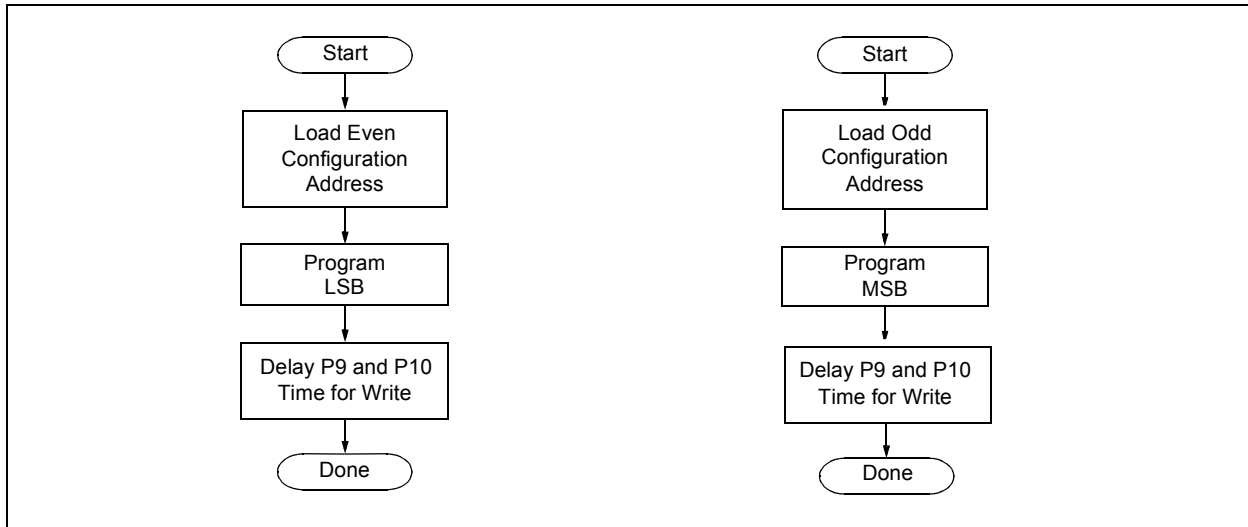 Start
Load Even
Configuration
Address
Program
LSB
Delay P9 and P10
Time for Write
Done
Start
Load Odd
Configuration
Address
Program
MSB
Delay P9 and P10
Time for Write
Done